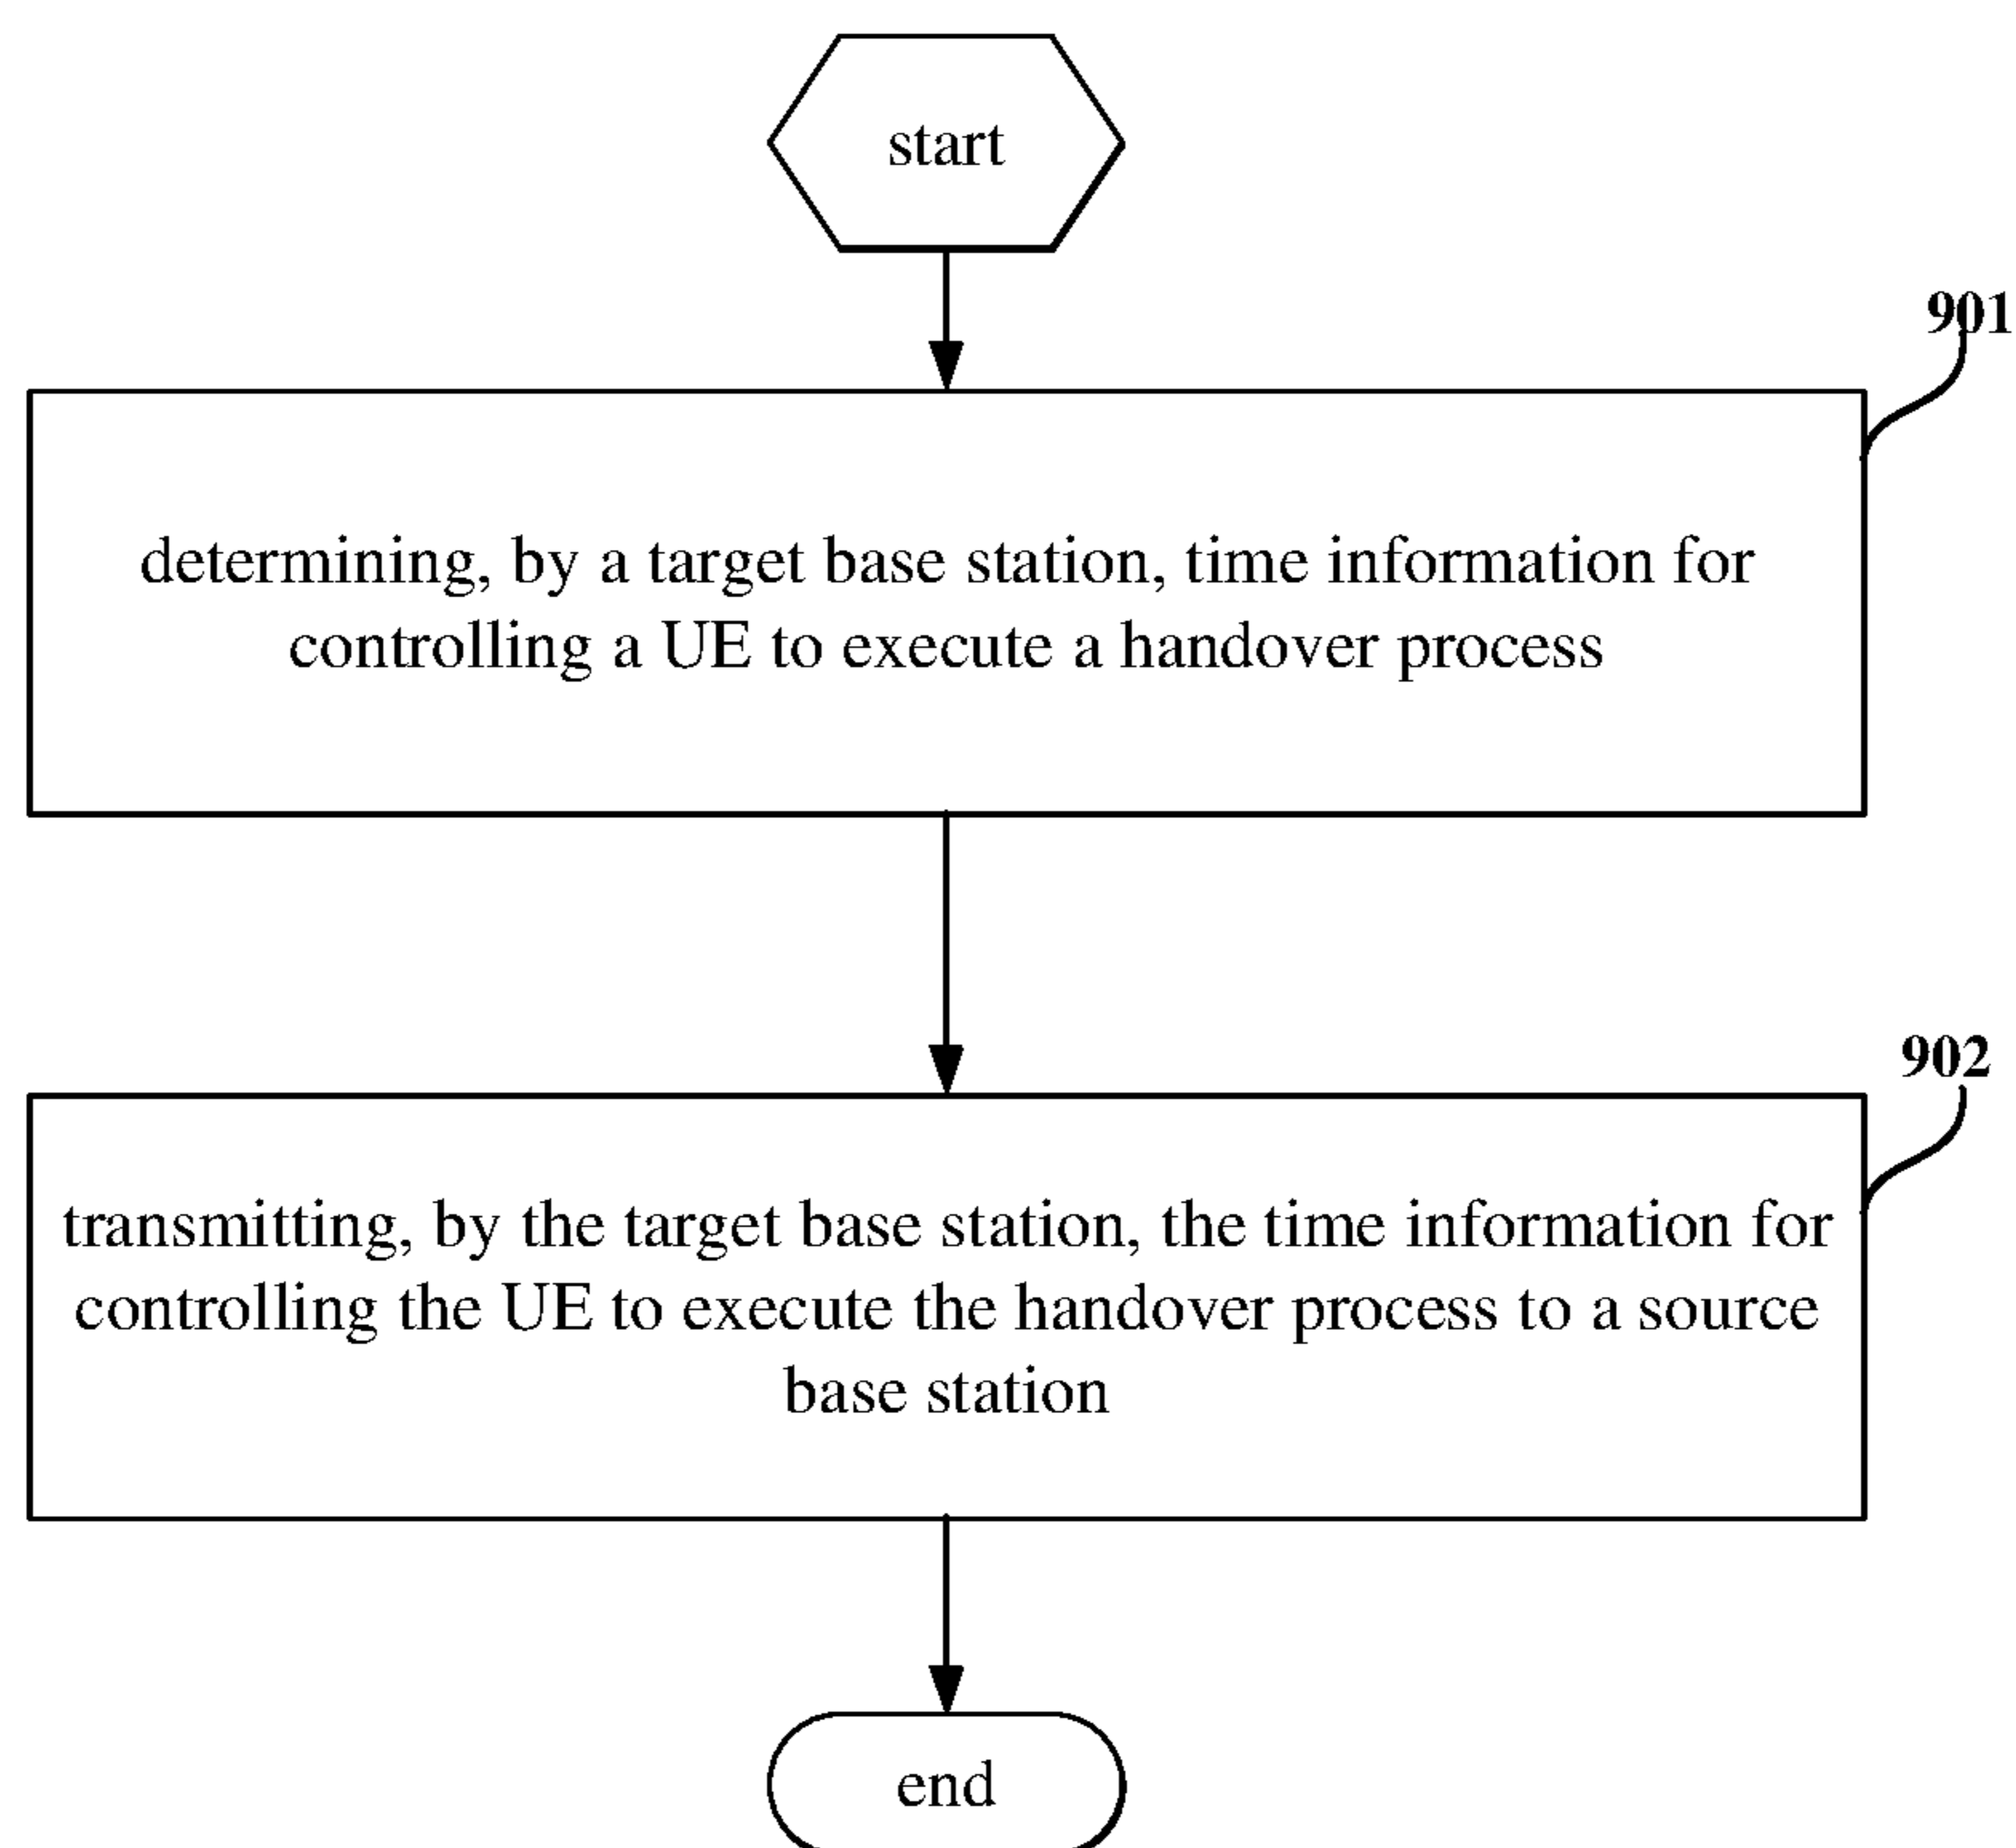 start
901
determining, by a target base station, time information for
controlling a UE to execute a handover process
902
transmitting, by the target base station, the time information for
controlling the UE to execute the handover process to a source
base station
end